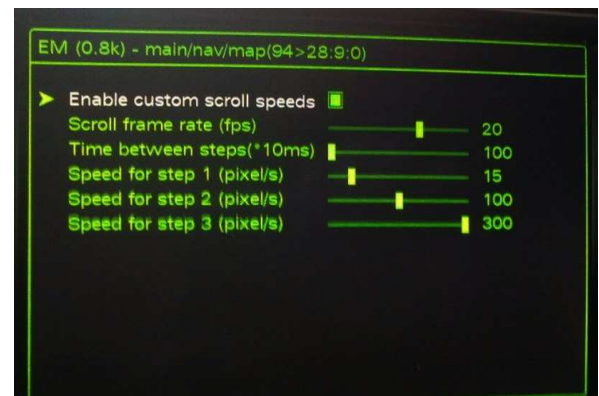 EM (0.8k) - main/nav/map(94>28:9:0)
Enable custom scroll speeds
Scroll frame rate (fps) 20
Time between steps(*10ms) 100
Speed for step 1 (pixel/s) 15
Speed for step 2 (pixel/s) 100
Speed for step 3 (pixel/s) 300